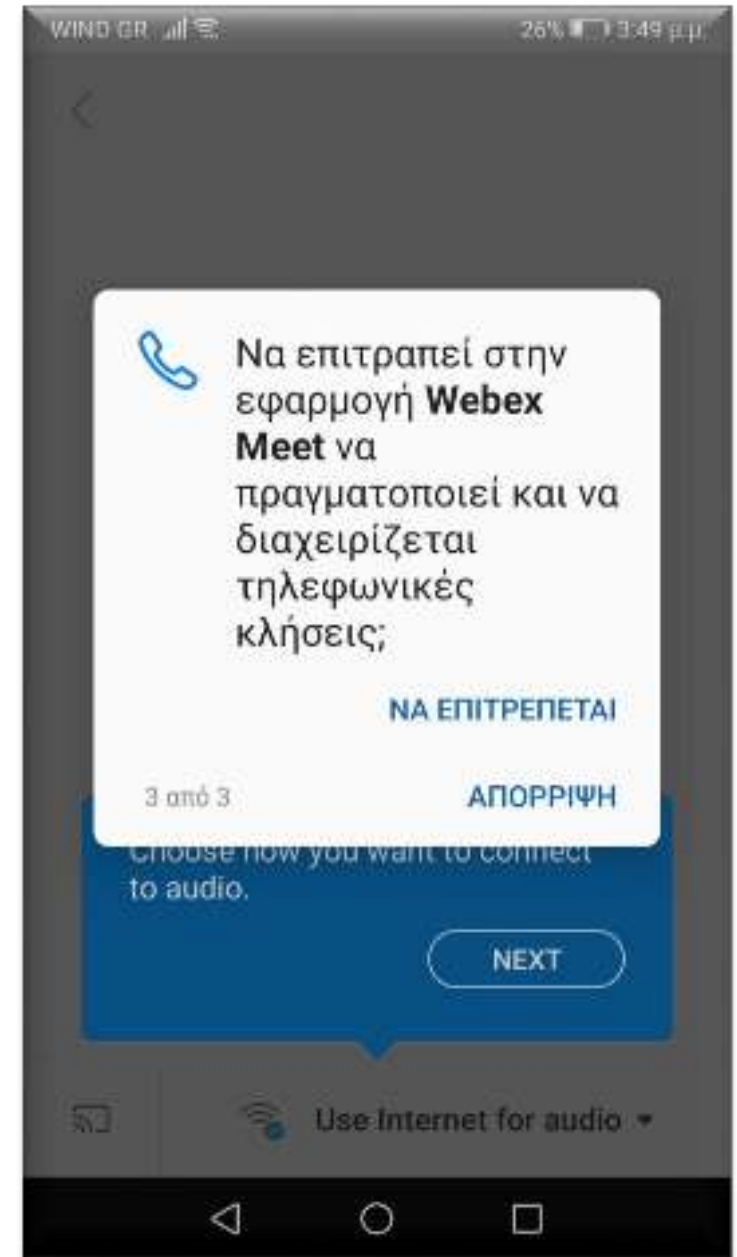 WIND GR 26% 3:49 μ.μ.
Να επιτραπεί στην
εφαρμογή Webex
Meet να
πραγματοποιεί και να
διαχειρίζεται
τηλεφωνικές
κλήσεις;
ΝΑ ΕΠΙΤΡΕΠΕΤΑΙ
3 από 3
ΑΠΟΡΡΙΨΗ
Choose how you want to connect
to audio.
NEXT
Use Internet for audio